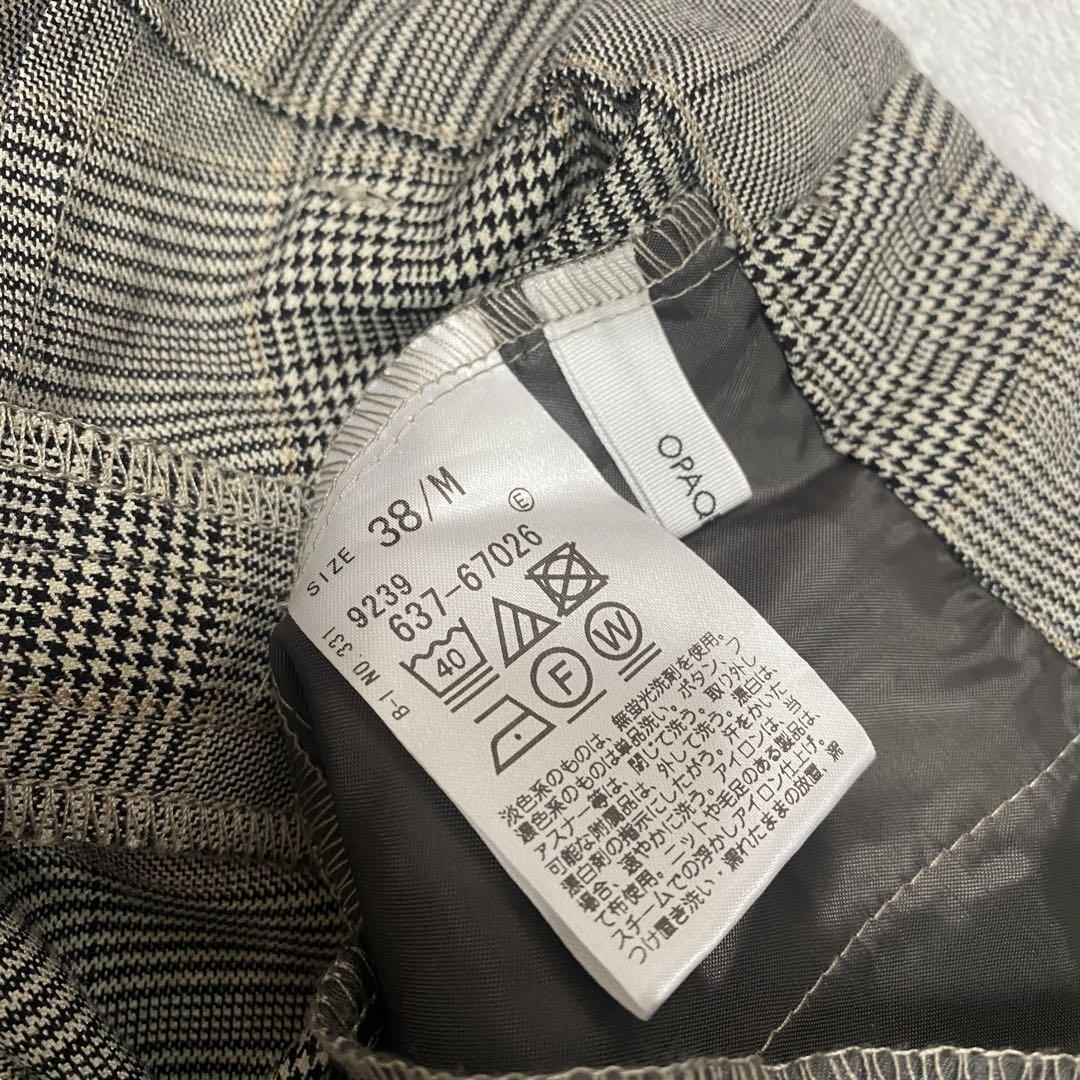 OPAQ
SIZE 38/M
Ⓔ
B-1 NO.331 9239
637-67026
40
F
W
淡色系のものは、無蛍光洗剤を使用。
濃色系のものは単品洗い。ボタン、フ
ァスナー等は、閉じて洗う。取り外し
可能な附属品は、外して洗う。漂白は、
漂白剤の指示にしたがう。汗をかいた
場合、速やかに洗う。アイロンは、当
て布使用。ニットや毛足のある製品は、
スチームでの浮かしアイロン仕上げ。
つけ置き洗い・濡れたままの放置、濡